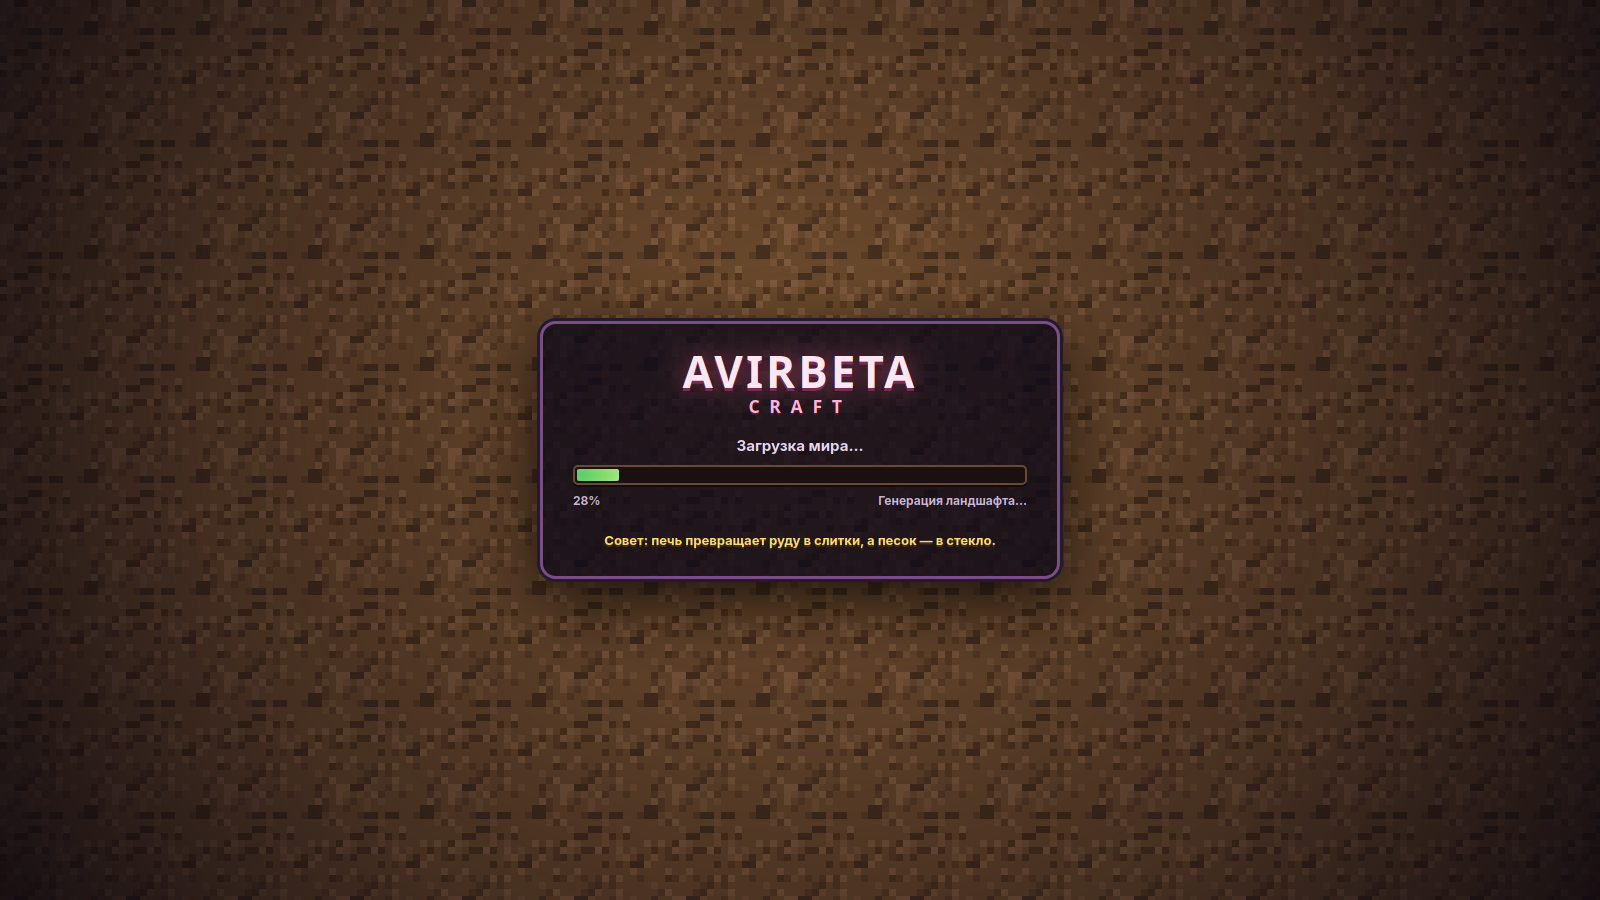 AVIRBETA
CRAFT
Загрузка мира...
28%
Генерация ландшафта...
Совет: печь превращает руду в слитки, а песок — в стекло.